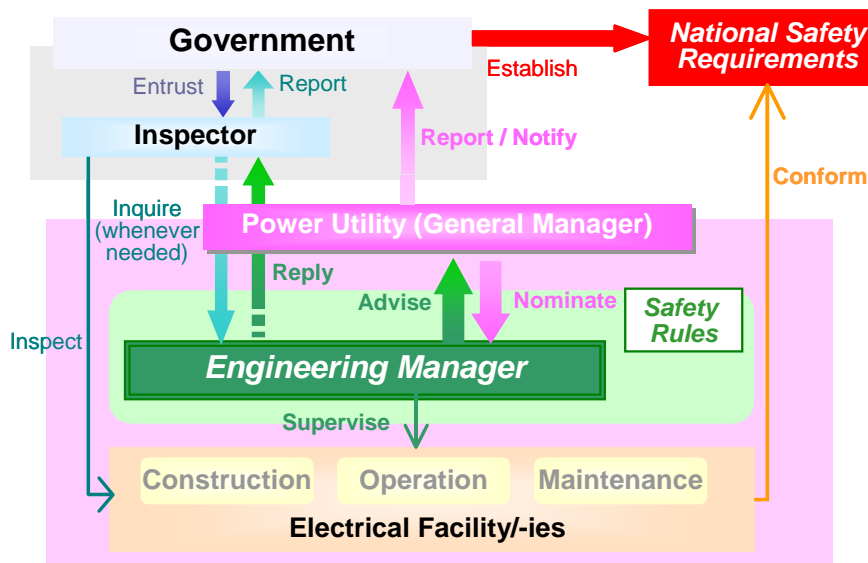 Government
National Safety
Requirements
Establish
Entrust
Report
Inspector
Report / Notify
Conform
Inquire
(whenever
needed)
Power Utility (General Manager)
Reply
Advise
Nominate
Safety
Rules
Inspect
Engineering Manager
Supervise
Construction
Operation
Maintenance
Electrical Facility/-ies